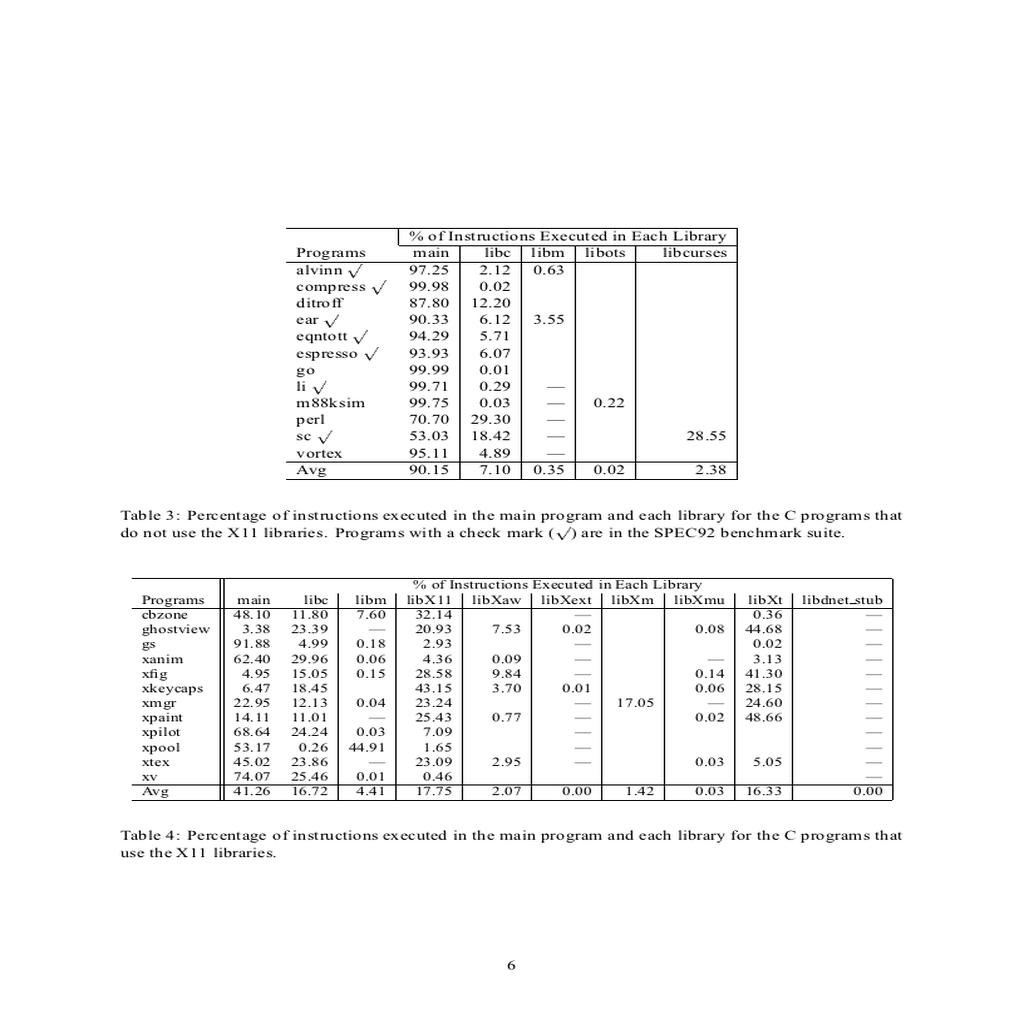 % of Instructions Executed in Each Library
Programs main libc libm libots libcurses
alvinn √ 97.25 2.12 0.63
compress √ 99.98 0.02
ditroff 87.80 12.20
ear √ 90.33 6.12 3.55
eqntott √ 94.29 5.71
espresso √ 93.93 6.07
go 99.99 0.01
li √ 99.71 0.29 —
m88ksim 99.75 0.03 — 0.22
perl 70.70 29.30 —
sc √ 53.03 18.42 — 28.55
vortex 95.11 4.89 —
Avg 90.15 7.10 0.35 0.02 2.38
Table 3: Percentage of instructions executed in the main program and each library for the C programs that
do not use the X11 libraries. Programs with a check mark (√) are in the SPEC92 benchmark suite.
% of Instructions Executed in Each Library
Programs main libc libm libX11 libXaw libXext libXm libXmu libXt libdnet_stub
cbzone 48.10 11.80 7.60 32.14 — 0.36 —
ghostview 3.38 23.39 — 20.93 7.53 0.02 0.08 44.68 —
gs 91.88 4.99 0.18 2.93 — 0.02 —
xanim 62.40 29.96 0.06 4.36 0.09 — — 3.13 —
xfig 4.95 15.05 0.15 28.58 9.84 — 0.14 41.30 —
xkeycaps 6.47 18.45 43.15 3.70 0.01 0.06 28.15 —
xmgr 22.95 12.13 0.04 23.24 — 17.05 — 24.60 —
xpaint 14.11 11.01 — 25.43 0.77 — 0.02 48.66 —
xpilot 68.64 24.24 0.03 7.09 — —
xpool 53.17 0.26 44.91 1.65 — —
xtex 45.02 23.86 — 23.09 2.95 — 0.03 5.05 —
xv 74.07 25.46 0.01 0.46 —
Avg 41.26 16.72 4.41 17.75 2.07 0.00 1.42 0.03 16.33 0.00
Table 4: Percentage of instructions executed in the main program and each library for the C programs that
use the X11 libraries.
6